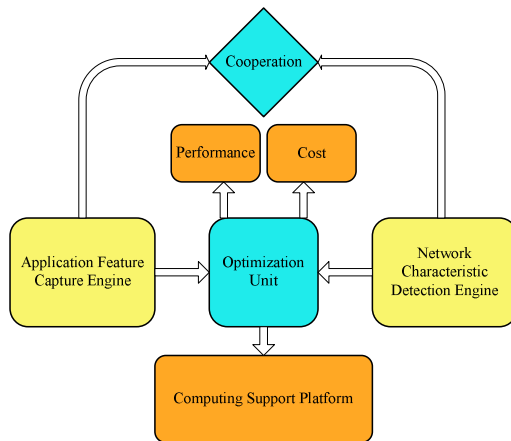 Cooperation
Performance
Cost
Application Feature
Capture Engine
Optimization
Unit
Network
Characteristic
Detection Engine
Computing Support Platform